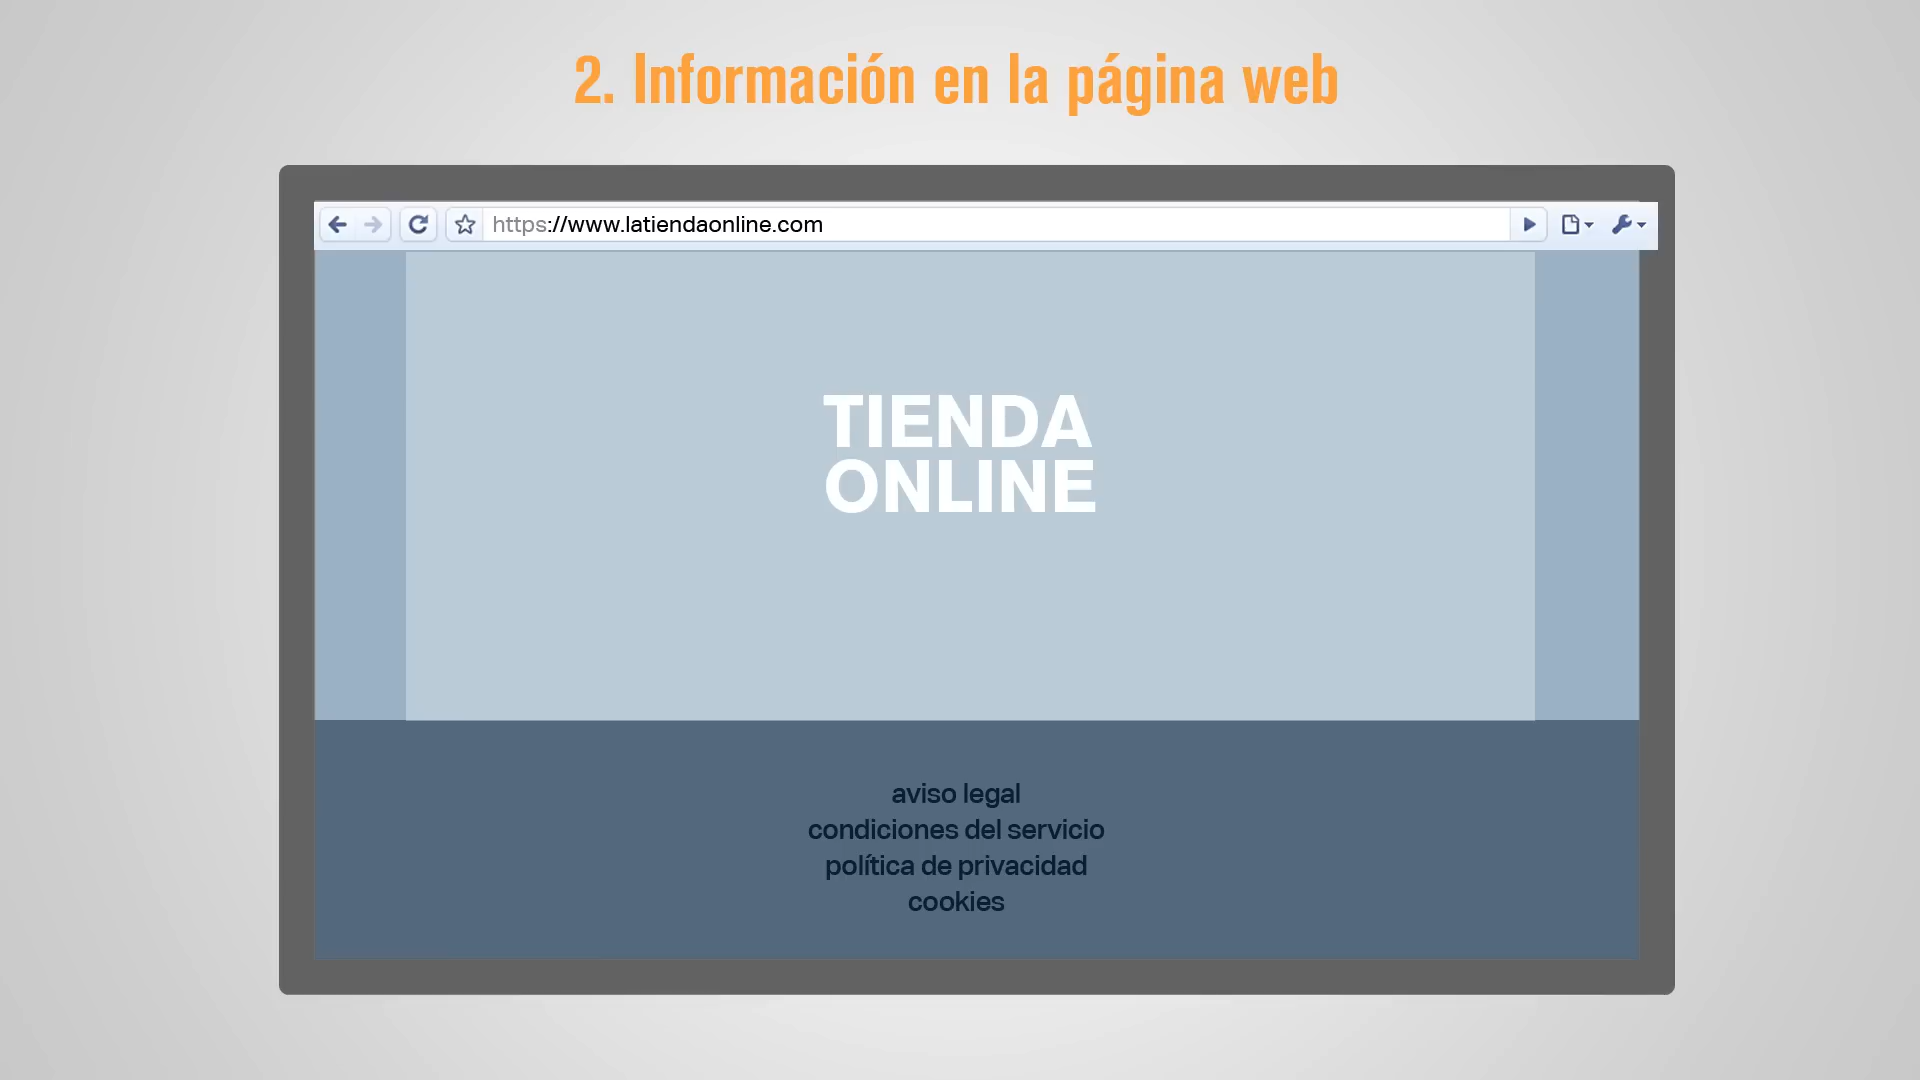 2. Información en la página web
https://www.latiendaonline.com
TIENDA
ONLINE
aviso legal
condiciones del servicio
política de privacidad
cookies